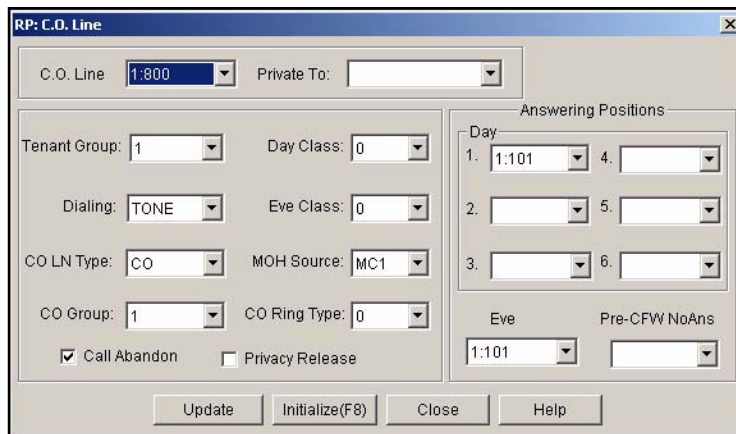 RP: C.O. Line
C.O. Line 1:800 Private To:
Answering Positions
Day
Tenant Group: 1 Day Class: 0 1. 1:101 4.
Dialing: TONE Eve Class: 0 2. 5.
CO LN Type: CO MOH Source: MC1 3. 6.
CO Group: 1 CO Ring Type: 0 Eve Pre-CFW NoAns
Call Abandon Privacy Release 1:101
Update Initialize(F8) Close Help